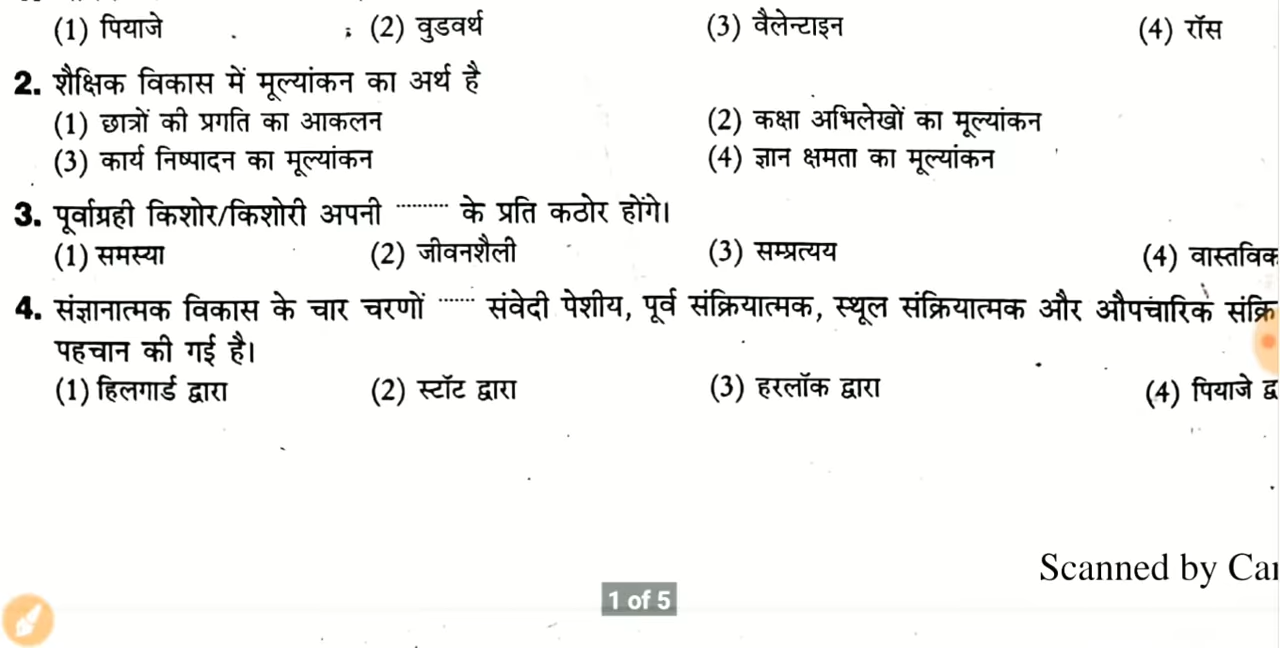 (1) पियाजे (2) वुडवर्थ (3) वैलेन्टाइन (4) रॉस
2. शैक्षिक विकास में मूल्यांकन का अर्थ है
(1) छात्रों की प्रगति का आकलन (2) कक्षा अभिलेखों का मूल्यांकन
(3) कार्य निष्पादन का मूल्यांकन (4) ज्ञान क्षमता का मूल्यांकन
3. पूर्वाग्रही किशोर/किशोरी अपनी ......... के प्रति कठोर होंगे।
(1) समस्या (2) जीवनशैली (3) सम्प्रत्यय (4) वास्तविक
4. संज्ञानात्मक विकास के चार चरणों ...... संवेदी पेशीय, पूर्व संक्रियात्मक, स्थूल संक्रियात्मक और औपचारिक संक्रि
पहचान की गई है।
(1) हिलगार्ड द्वारा (2) स्टॉट द्वारा (3) हरलॉक द्वारा (4) पियाजे द्व
Scanned by Ca
1 of 5